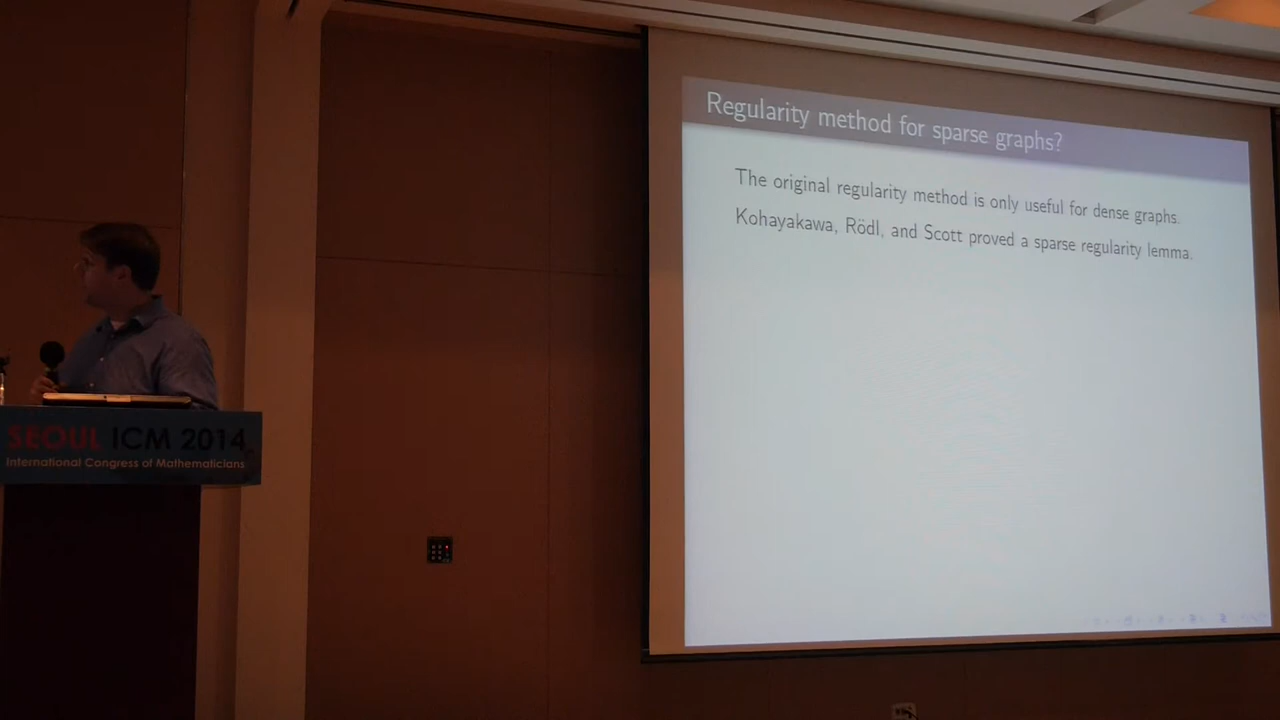 Regularity method for sparse graphs?
The original regularity method is only useful for dense graphs.
Kohayakawa, Rödl, and Scott proved a sparse regularity lemma.
SEOUL ICM 2014
International Congress of Mathematicians